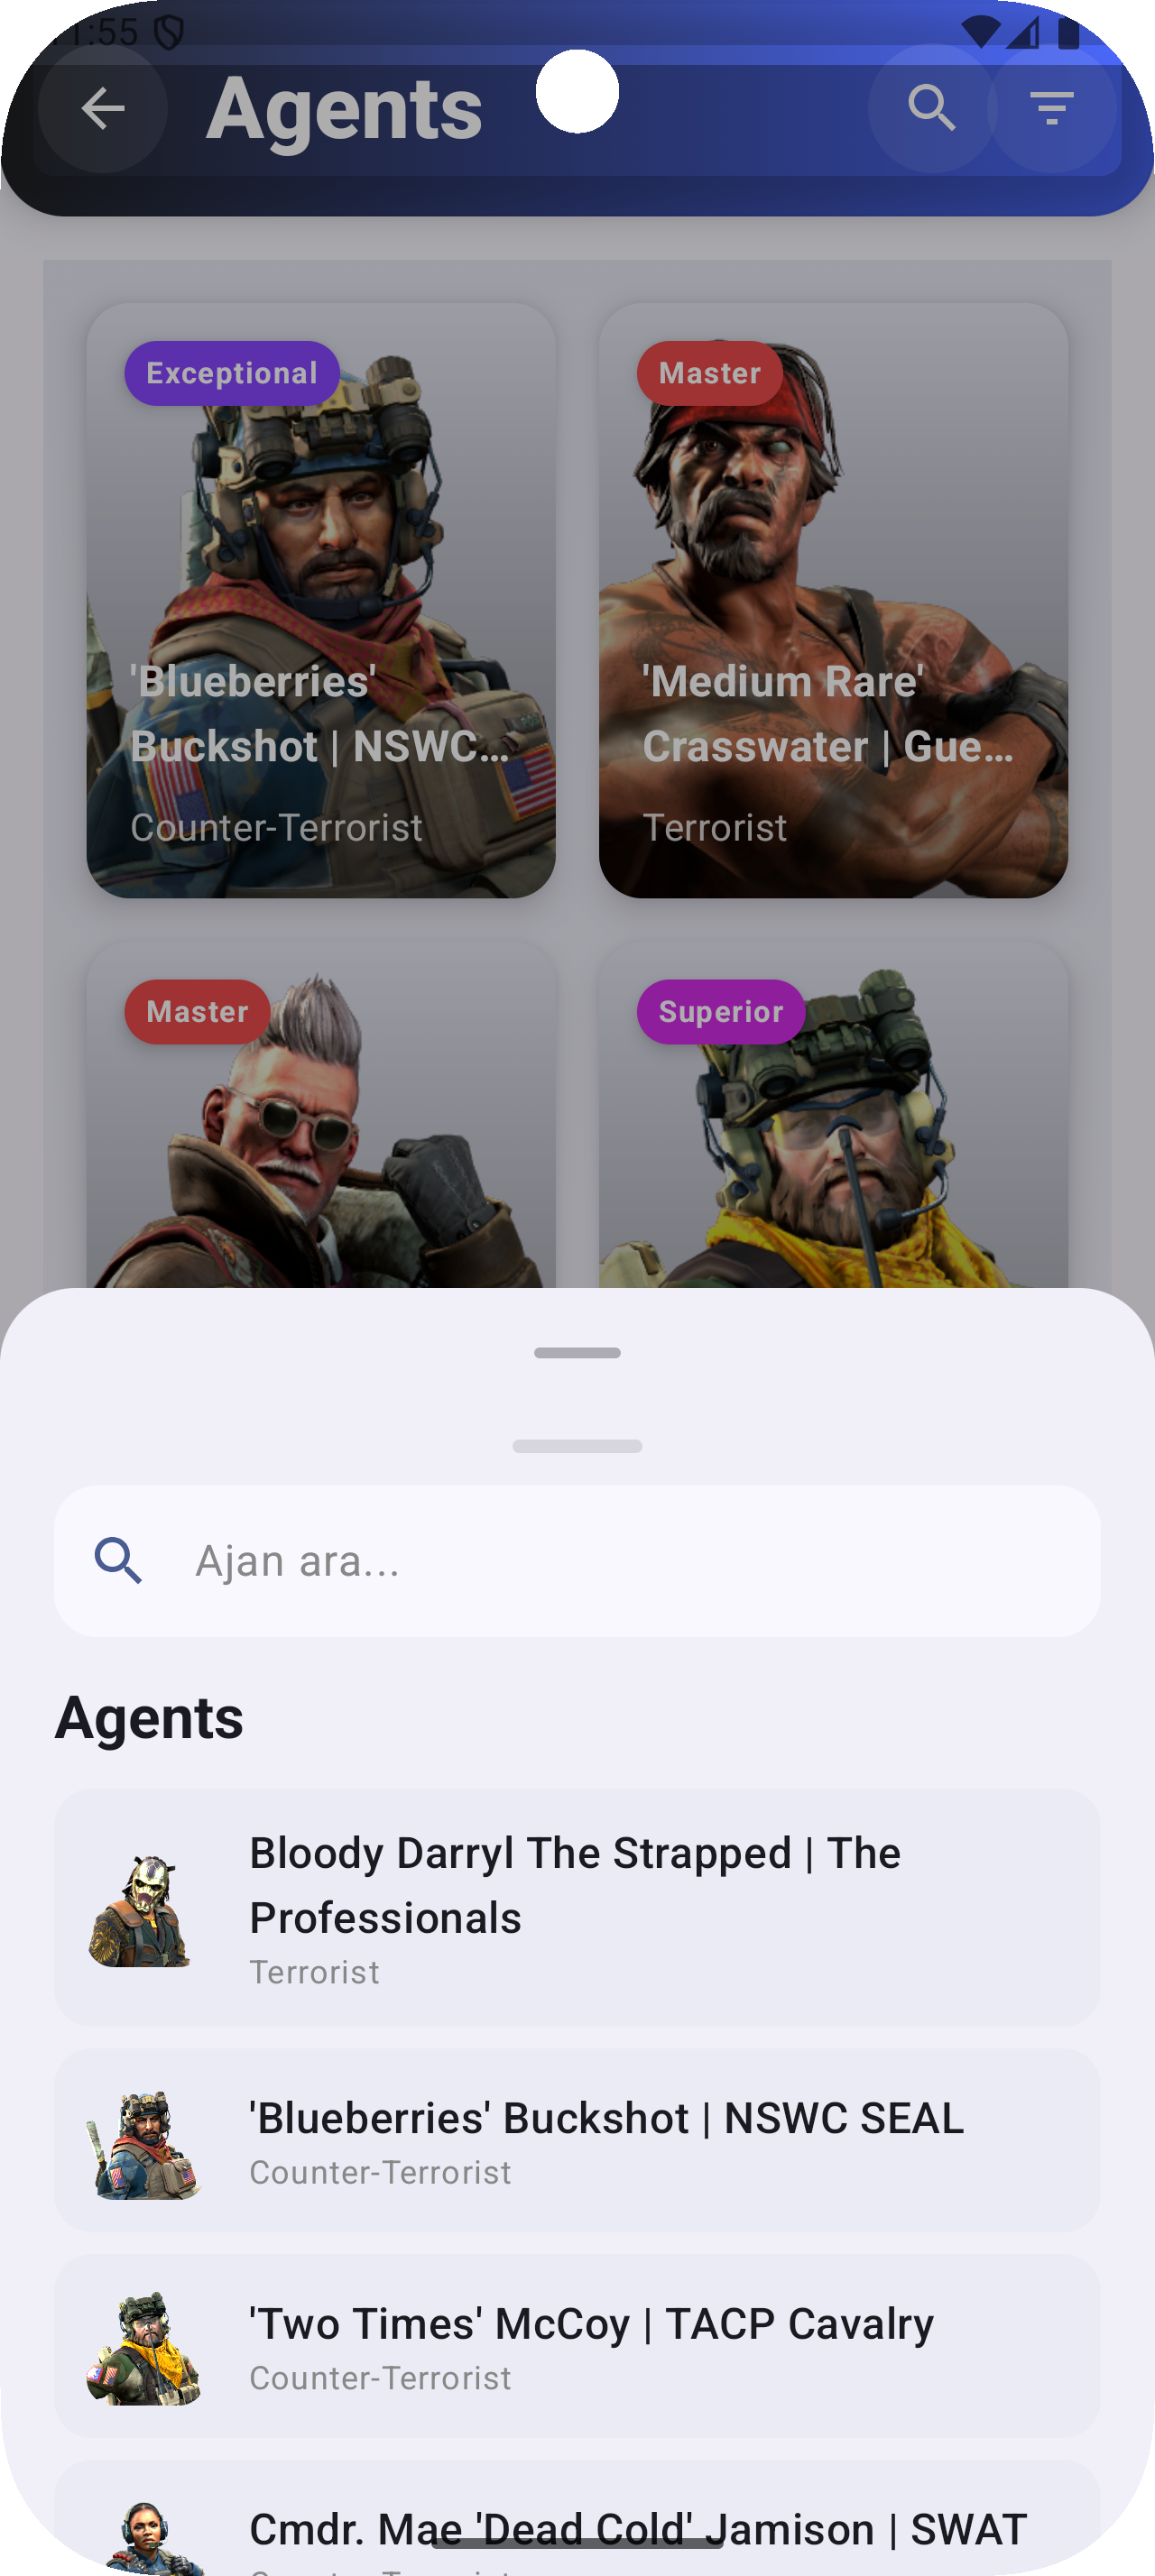 11:55
Agents
Exceptional
Master
'Blueberries'
Buckshot | NSWC...
Counter-Terrorist
'Medium Rare'
Crasswater | Gue...
Terrorist
Master
Superior
Ajan ara...
Agents
Bloody Darryl The Strapped | The
Professionals
Terrorist
'Blueberries' Buckshot | NSWC SEAL
Counter-Terrorist
'Two Times' McCoy | TACP Cavalry
Counter-Terrorist
Cmdr. Mae 'Dead Cold' Jamison | SWAT